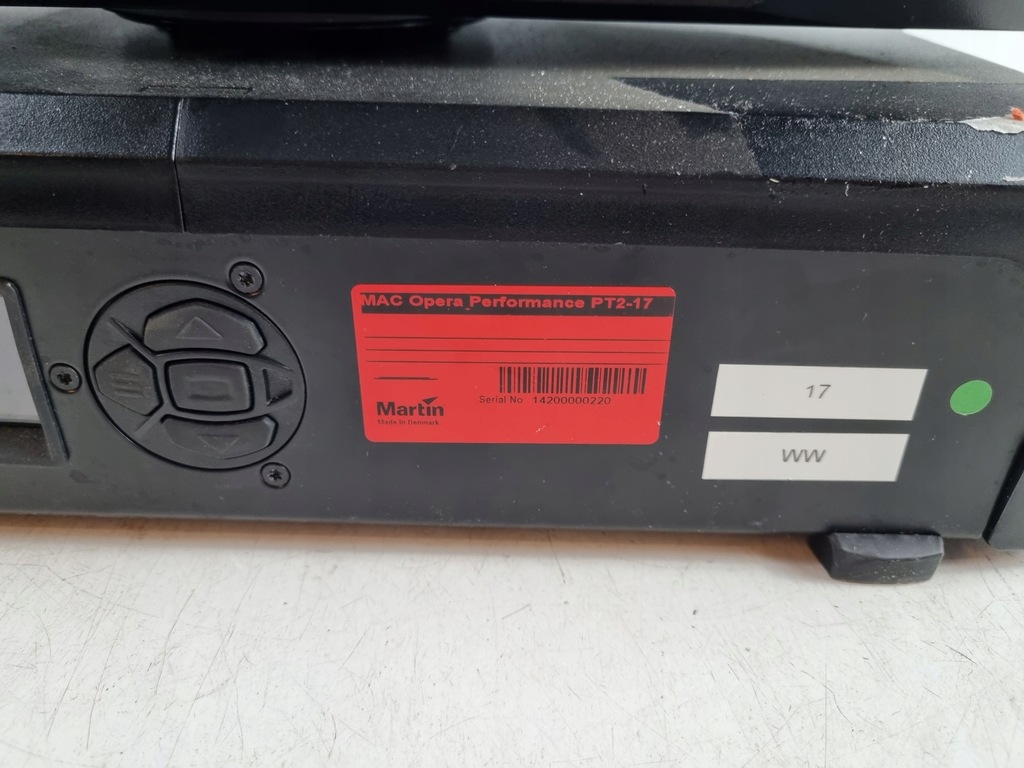 MAC Opera Performance PT2-17
Serial No 14200000220
Martin
Made In Denmark
17
WW